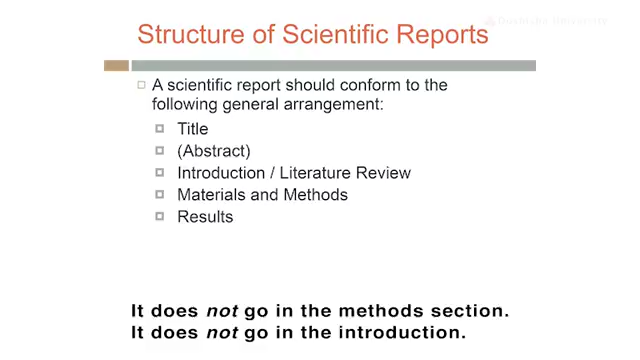 Structure of Scientific Reports
A scientific report should conform to the
following general arrangement:
Title
(Abstract)
Introduction / Literature Review
Materials and Methods
Results
It does not go in the methods section.
It does not go in the introduction.